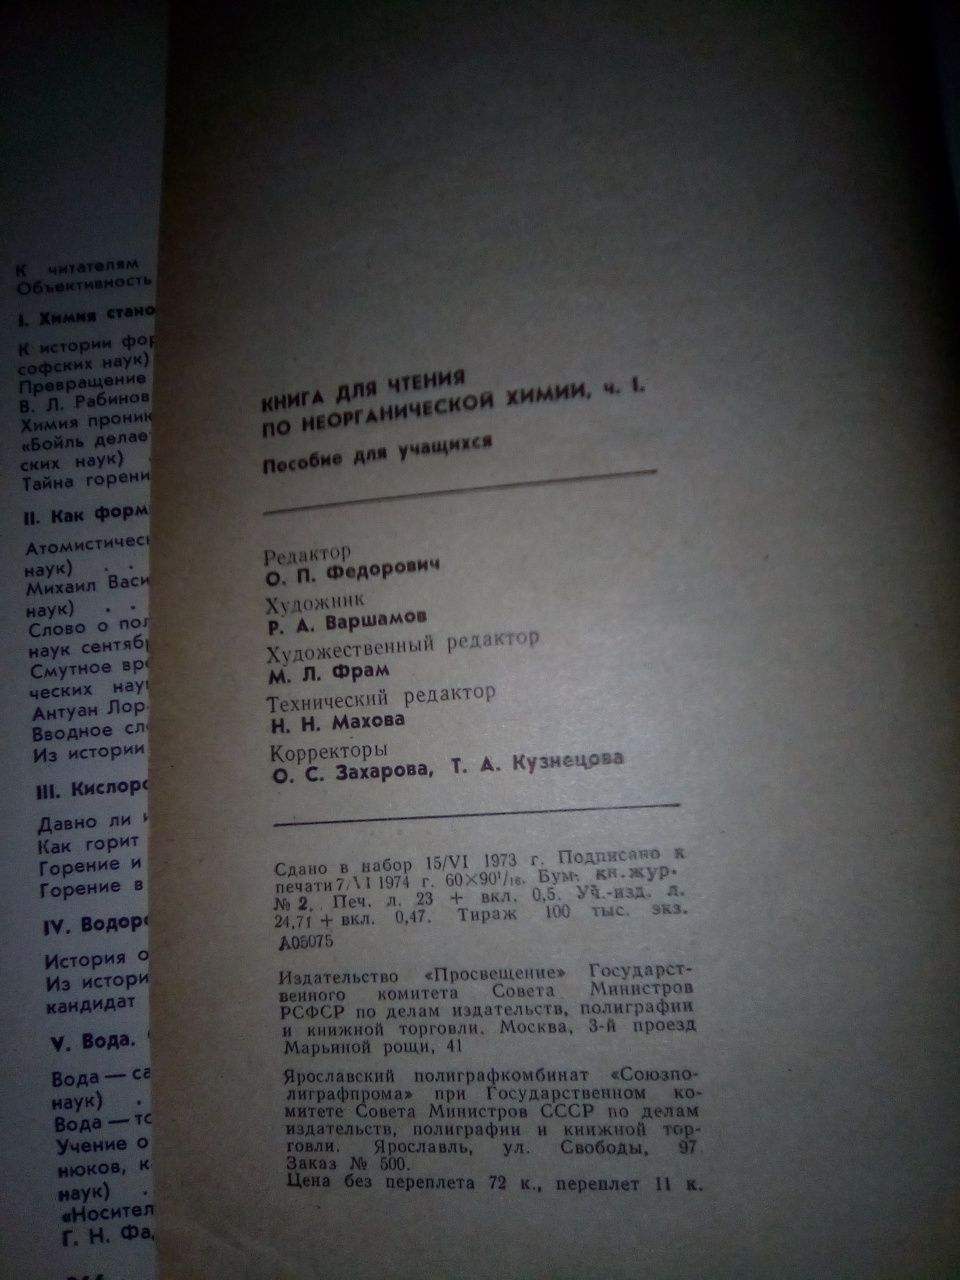 К читателям
Объективность
I. Химия стано
К истории фор
софских наук)
Превращение
В. Л. Рабинов
Химия проник
«Бойль делае
ских наук) .
Тайна горени
II. Как форм
Атомистичес
наук) . .
Михаил Васи
наук) . .
Слово о пол
наук сентяб
Смутное вре
ческих наук
Антуан Лор
Вводное сло
Из истории
III. Кислоро
Давно ли и
Как горит
Горение и
Горение в
IV. Водоро
История о
Из истори
кандидат
V. Вода.
Вода — са
наук) .
Вода — то
Учение о
нюков, к
наук) .
«Носител
Г. Н. Фа
КНИГА ДЛЯ ЧТЕНИЯ
ПО НЕОРГАНИЧЕСКОЙ ХИМИИ, ч. I.
Пособие для учащихся
Редактор
О. П. Федорович
Художник
Р. А. Варшамов
Художественный редактор
М. Л. Фрам
Технический редактор
Н. Н. Махова
Корректоры
О. С. Захарова, Т. А. Кузнецова
Сдано в набор 15/VI 1973 г. Подписано к
печати 7/VI 1974 г. 60×90¹/₁₆. Бум. кн.жур.
№ 2. Печ. л. 23 + вкл. 0,5. Уч.-изд. л.
24,71 + вкл. 0,47. Тираж 100 тыс. экз.
А05075
Издательство «Просвещение» Государст-
венного комитета Совета Министров
РСФСР по делам издательств, полиграфии
и книжной торговли. Москва, 3-й проезд
Марьиной рощи, 41
Ярославский полиграфкомбинат «Союзпо-
лиграфпрома» при Государственном ко-
митете Совета Министров СССР по делам
издательств, полиграфии и книжной тор-
говли. Ярославль, ул. Свободы, 97
Заказ № 500.
Цена без переплета 72 к., переплет 11 к.